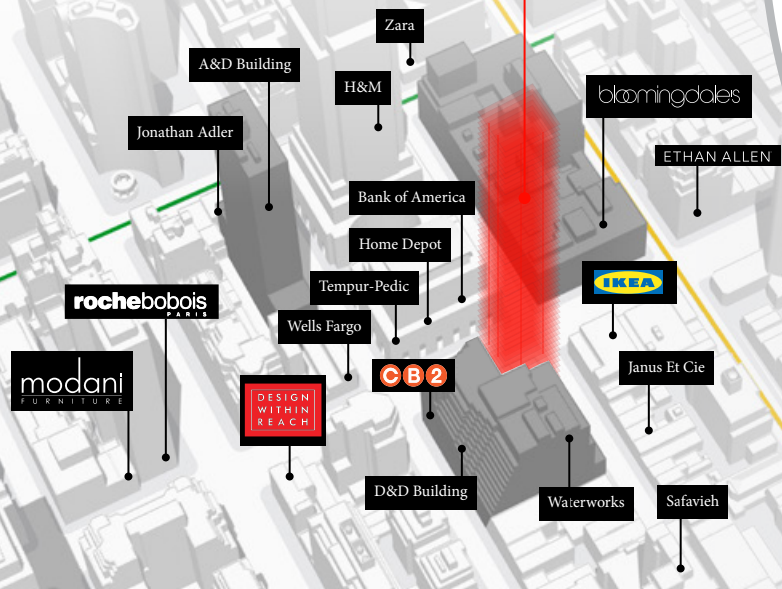 Zara
A&D Building
H&M
bloomingdale's
Jonathan Adler
ETHAN ALLEN
Bank of America
Home Depot
IKEA
Tempur-Pedic
rochebobois
PARIS
Wells Fargo
modani
FURNITURE
CB2
Janus Et Cie
DESIGN
WITHIN
REACH
D&D Building
Waterworks
Safavieh